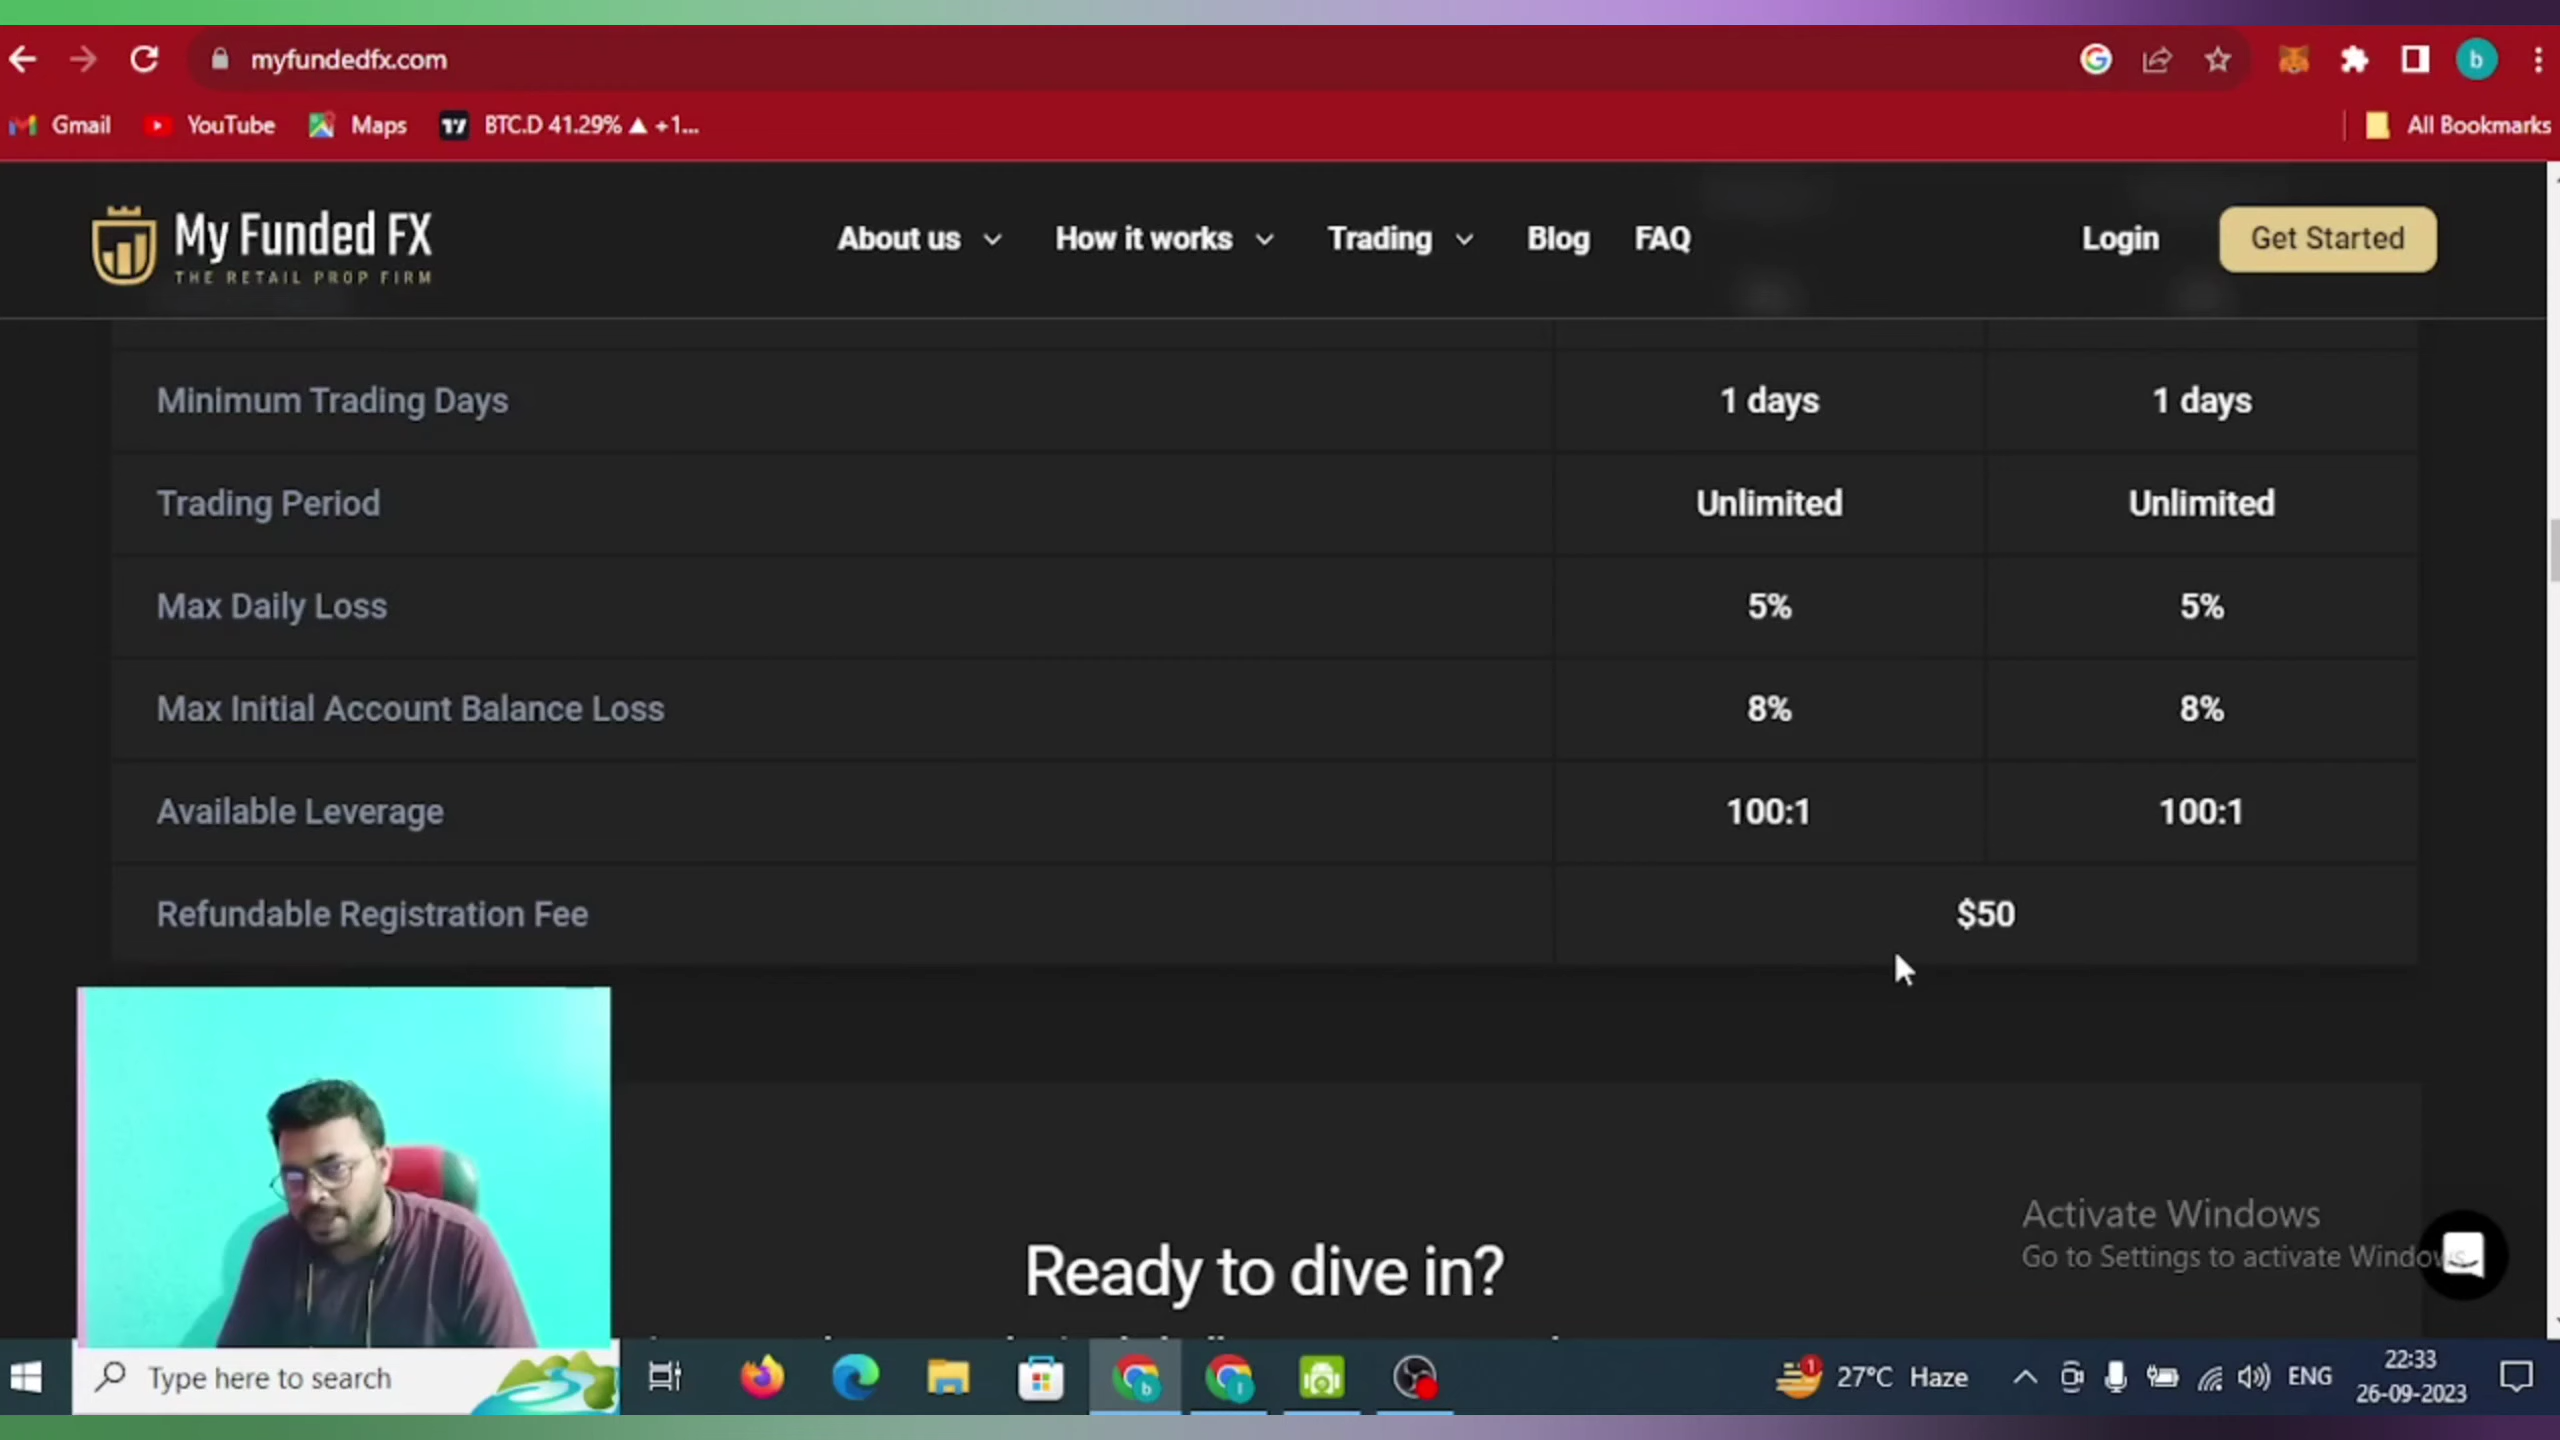 myfundedfx.com
b
Gmail
YouTube
Maps
BTC.D 41.29% ▲ +1...
All Bookmarks
My Funded FX
THE RETAIL PROP FIRM
About us
How it works
Trading
Blog
FAQ
Login
Get Started
Minimum Trading Days 1 days 1 days
Trading Period Unlimited Unlimited
Max Daily Loss 5% 5%
Max Initial Account Balance Loss 8% 8%
Available Leverage 100:1 100:1
Refundable Registration Fee $50
Ready to dive in?
Activate Windows
Go to Settings to activate Windows.
Type here to search
b
1
27°C Haze
ENG
22:33
26-09-2023